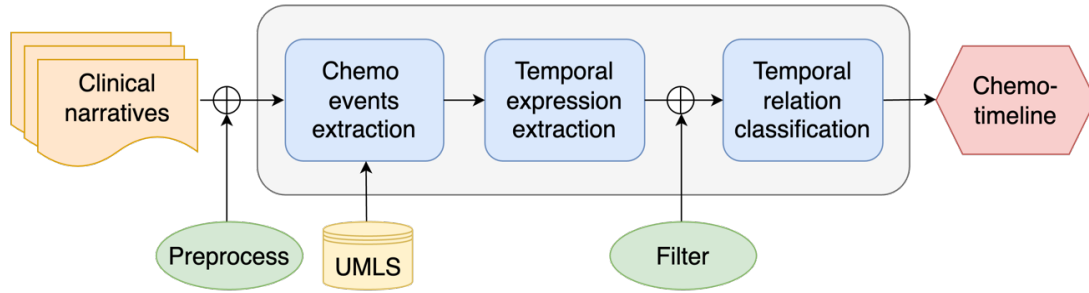 Clinical
narratives
Chemo
events
extraction
Temporal
expression
extraction
Temporal
relation
classification
Chemo-
timeline
Preprocess
UMLS
Filter